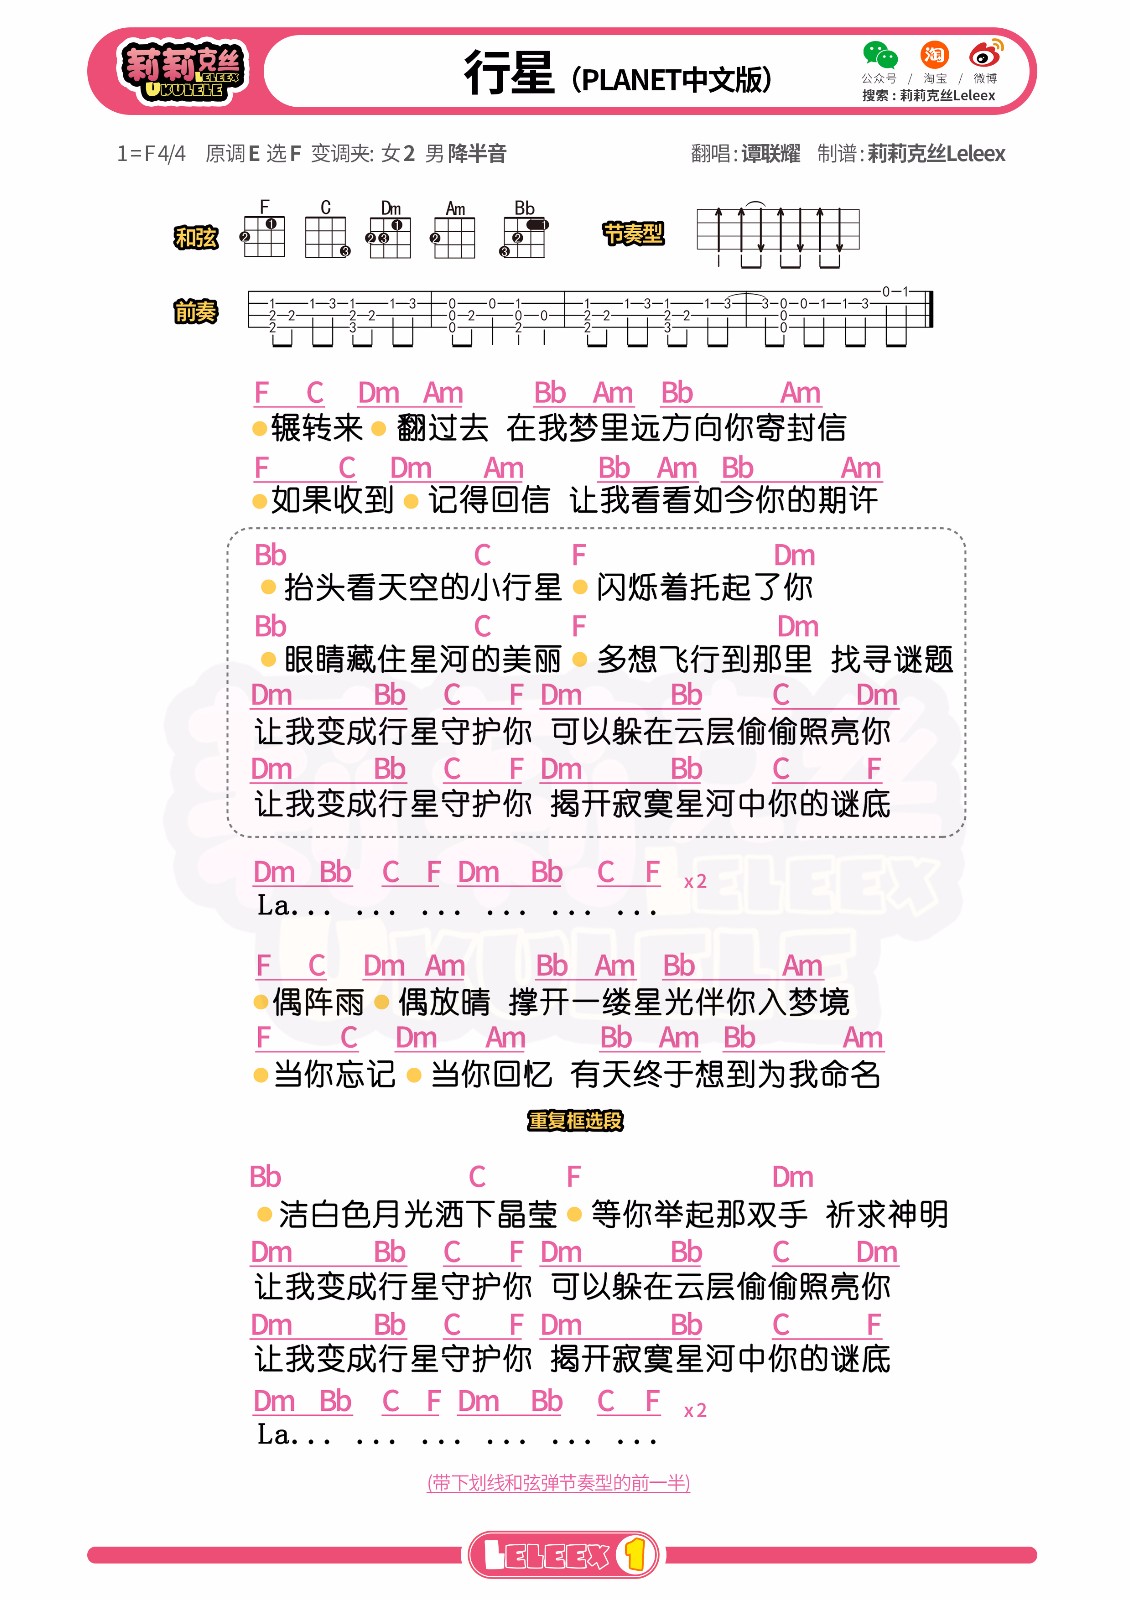 莉莉克丝
LELEEX
UKULELE
行星（PLANET中文版）
公众号 / 淘宝 / 微博
搜索：莉莉克丝Leleex
1=F 4/4 原调E 选F 变调夹: 女2 男降半音
翻唱：谭联耀 制谱：莉莉克丝Leleex
和弦 F C Dm Am Bb 节奏型
前奏
F C Dm Am Bb Am Bb Am
辗转来 翻过去 在我梦里远方向你寄封信
F C Dm Am Bb Am Bb Am
如果收到 记得回信 让我看看如今你的期许
Bb C F Dm
抬头看天空的小行星 闪烁着托起了你
Bb C F Dm
眼睛藏住星河的美丽 多想飞行到那里 找寻谜题
Dm Bb C F Dm Bb C Dm
让我变成行星守护你 可以躲在云层偷偷照亮你
Dm Bb C F Dm Bb C F
让我变成行星守护你 揭开寂寞星河中你的谜底
Dm Bb C F Dm Bb C F x2
La... ... ... ... ... ...
F C Dm Am Bb Am Bb Am
偶阵雨 偶放晴 撑开一缕星光伴你入梦境
F C Dm Am Bb Am Bb Am
当你忘记 当你回忆 有天终于想到为我命名
重复框选段
Bb C F Dm
洁白色月光洒下晶莹 等你举起那双手 祈求神明
Dm Bb C F Dm Bb C Dm
让我变成行星守护你 可以躲在云层偷偷照亮你
Dm Bb C F Dm Bb C F
让我变成行星守护你 揭开寂寞星河中你的谜底
Dm Bb C F Dm Bb C F x2
La... ... ... ... ... ...
(带下划线和弦弹节奏型的前一半)
LELEEX 1